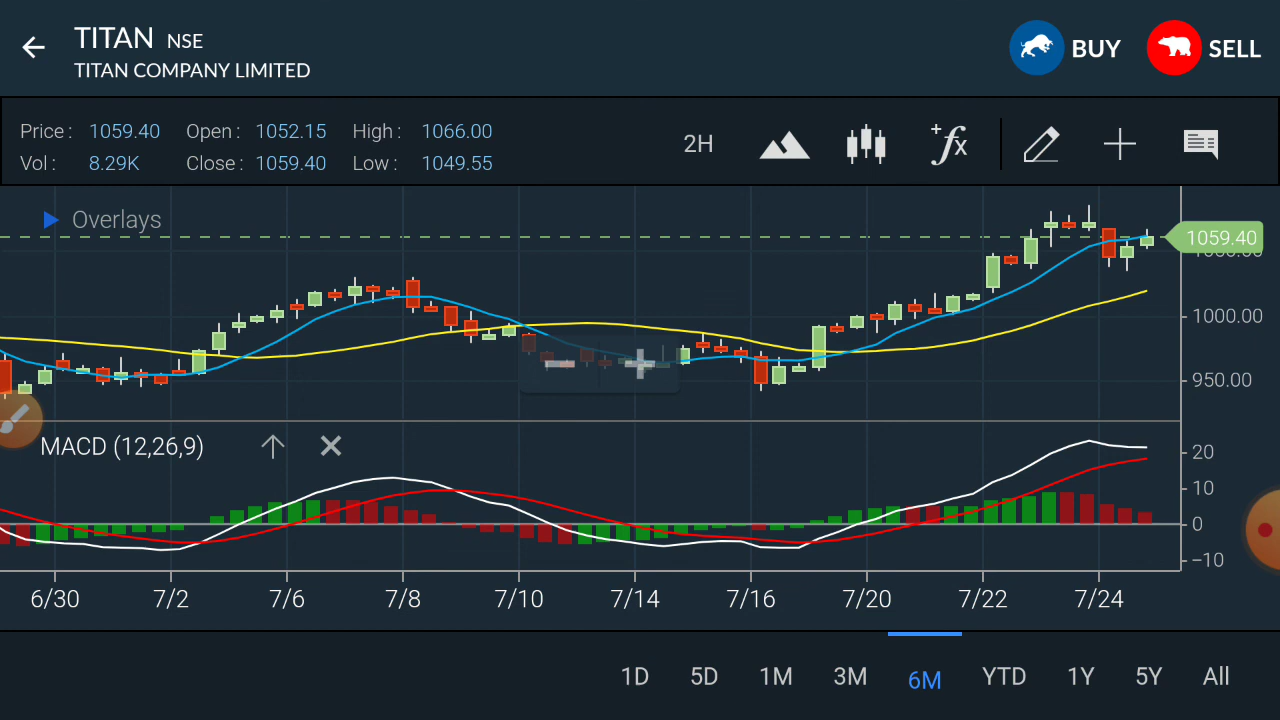 TITAN NSE
TITAN COMPANY LIMITED
BUY
SELL
Price : 1059.40 Open : 1052.15 High : 1066.00
Vol : 8.29K Close : 1059.40 Low : 1049.55
2H
+fx
Overlays
1059.40
1000.00
950.00
MACD (12,26,9)
20
10
0
−10
6/30 7/2 7/6 7/8 7/10 7/14 7/16 7/20 7/22 7/24
1D 5D 1M 3M 6M YTD 1Y 5Y All